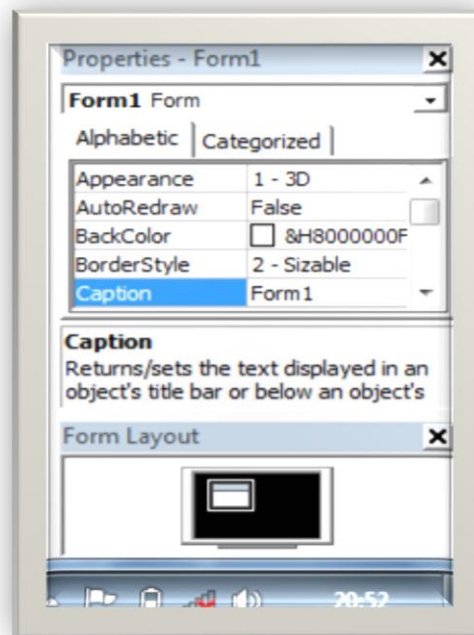 Properties - Form1
Form1 Form
Alphabetic Categorized
Appearance 1 - 3D
AutoRedraw False
BackColor &H8000000F
BorderStyle 2 - Sizable
Caption Form1
Caption
Returns/sets the text displayed in an
object's title bar or below an object's
Form Layout
20:52